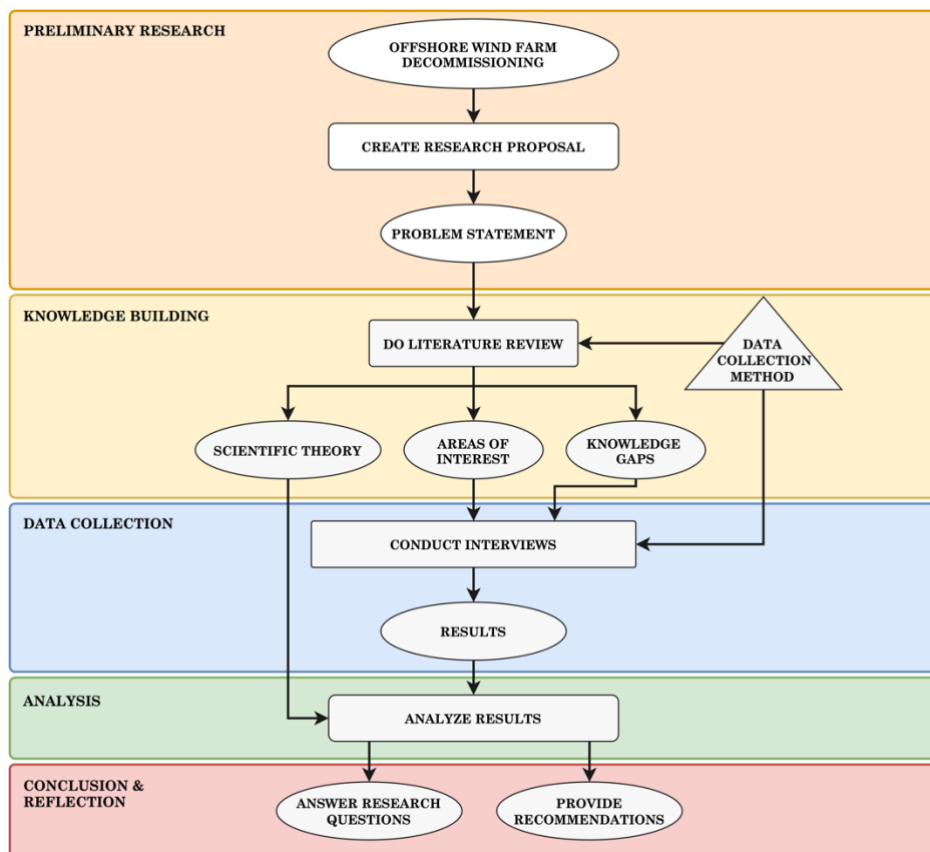 PRELIMINARY RESEARCH
OFFSHORE WIND FARM
DECOMMISSIONING
CREATE RESEARCH PROPOSAL
PROBLEM STATEMENT
KNOWLEDGE BUILDING
DO LITERATURE REVIEW
DATA
COLLECTION
METHOD
SCIENTIFIC THEORY
AREAS OF
INTEREST
KNOWLEDGE
GAPS
DATA COLLECTION
CONDUCT INTERVIEWS
RESULTS
ANALYSIS
ANALYZE RESULTS
CONCLUSION &
REFLECTION
ANSWER RESEARCH
QUESTIONS
PROVIDE
RECOMMENDATIONS